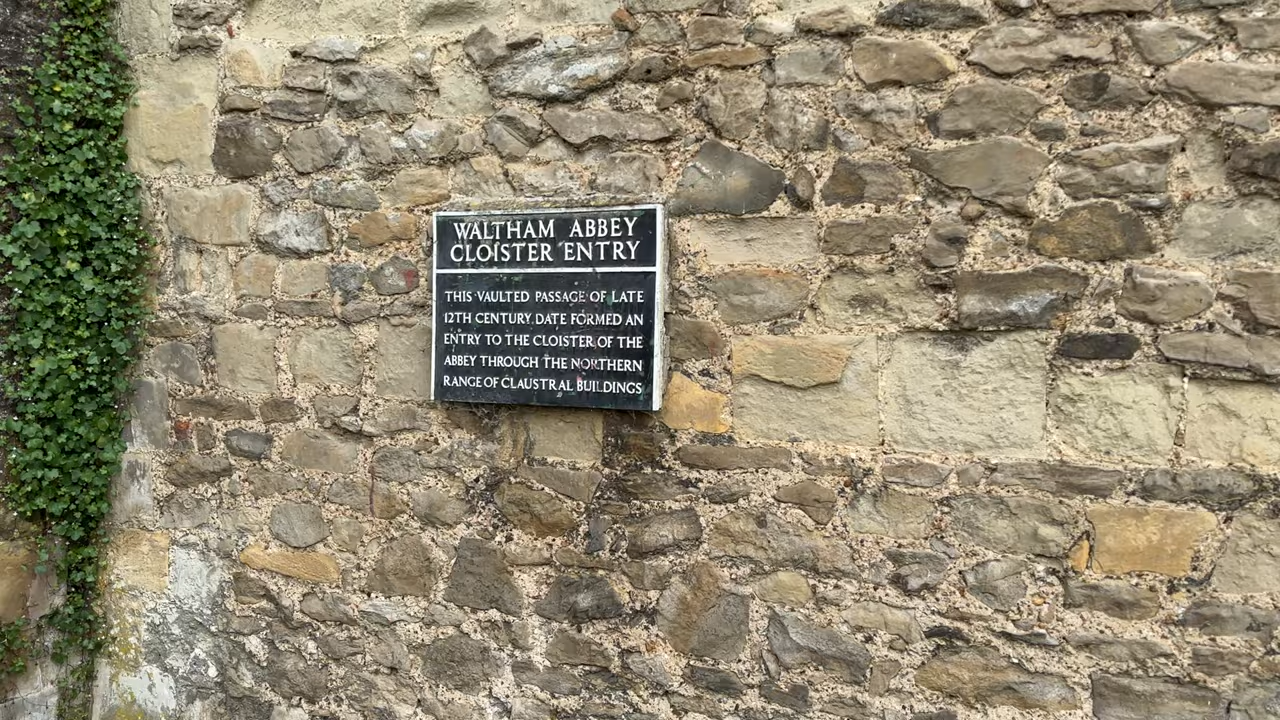 WALTHAM ABBEY
CLOISTER ENTRY
THIS VAULTED PASSAGE OF LATE
12TH CENTURY DATE FORMED AN
ENTRY TO THE CLOISTER OF THE
ABBEY THROUGH THE NORTHERN
RANGE OF CLAUSTRAL BUILDINGS